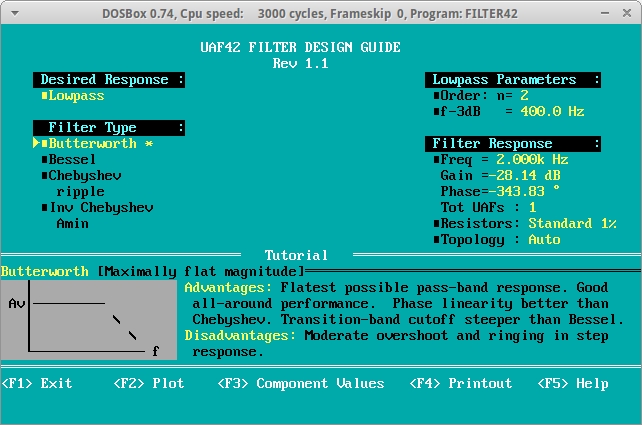 DOSBox 0.74, Cpu speed: 3000 cycles, Frameskip 0, Program: FILTER42
UAF42 FILTER DESIGN GUIDE
Rev 1.1
Desired Response :
■Lowpass
Filter Type :
■Butterworth *
■Bessel
■Chebyshev
ripple
■Inv Chebyshev
Amin
Lowpass Parameters :
■Order: n= 2
■f-3dB = 400.0 Hz
Filter Response :
■Freq = 2.000k Hz
Gain =-28.14 dB
Phase=-343.83 °
Tot UAFs : 1
■Resistors: Standard 1%
■Topology : Auto
Tutorial
Butterworth [Maximally flat magnitude]
Av
f
Advantages: Flatest possible pass-band response. Good
all-around performance. Phase linearity better than
Chebyshev. Transition-band cutoff steeper than Bessel.
Disadvantages: Moderate overshoot and ringing in step
response.
<F1> Exit <F2> Plot <F3> Component Values <F4> Printout <F5> Help